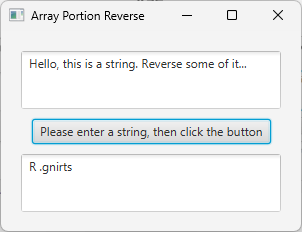 Array Portion Reverse
Hello, this is a string. Reverse some of it...
Please enter a string, then click the button
R .gnirts